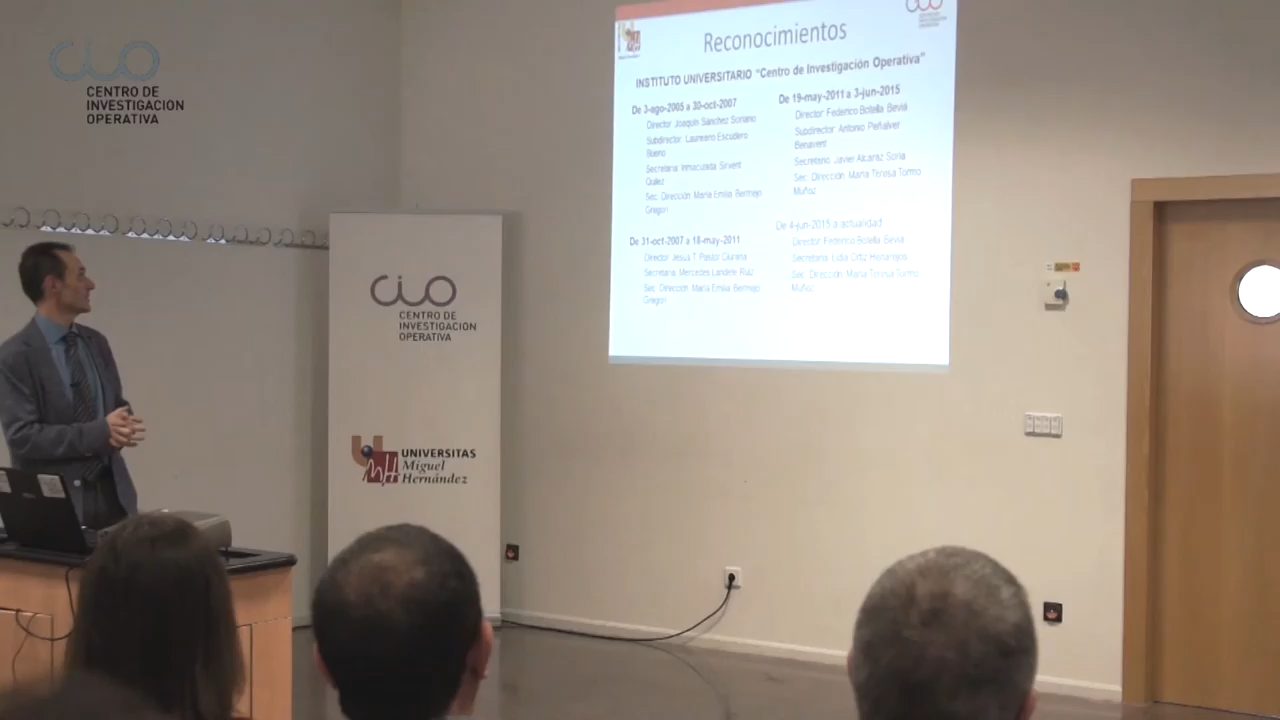 CIO
CENTRO DE
INVESTIGACION
OPERATIVA
CIO
CENTRO DE
INVESTIGACION
OPERATIVA
UMH
UNIVERSITAS
Miguel
Hernández
Reconocimientos
INSTITUTO UNIVERSITARIO "Centro de Investigación Operativa"
De 3-ago-2005 a 30-oct-2007
Director: Joaquín Sánchez Soriano
Subdirector: Laureano Escudero
Bueno
Secretaria: Inmaculada Sirvent
Quílez
Sec. Dirección: María Emilia Bermejo
Gregori
De 31-oct-2007 a 18-may-2011
Director: Jesús T. Pastor Ciurana
Secretaria: Mercedes Landete Ruiz
Sec. Dirección: María Emilia Bermejo
Gregori
De 19-may-2011 a 3-jun-2015
Director: Federico Botella Beviá
Subdirector: Antonio Peñalver
Benavent
Secretario: Javier Alcaraz Soria
Sec. Dirección: María Teresa Tormo
Muñoz
De 4-jun-2015 a actualidad
Director: Federico Botella Beviá
Secretaria: Lidia Ortiz Henarejos
Sec. Dirección: María Teresa Tormo
Muñoz